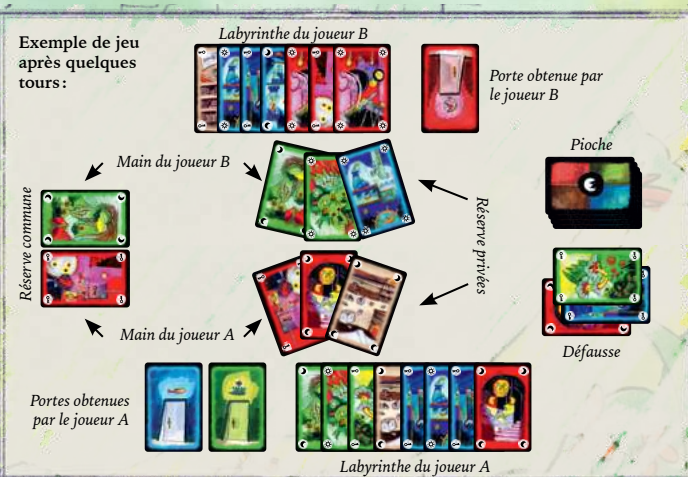 Exemple de jeu
après quelques
tours :
Labyrinthe du joueur B
Porte obtenue par
le joueur B
Pioche
Main du joueur B
Réserve commune
Réserve privées
Main du joueur A
Défausse
Portes obtenues
par le joueur A
Labyrinthe du joueur A